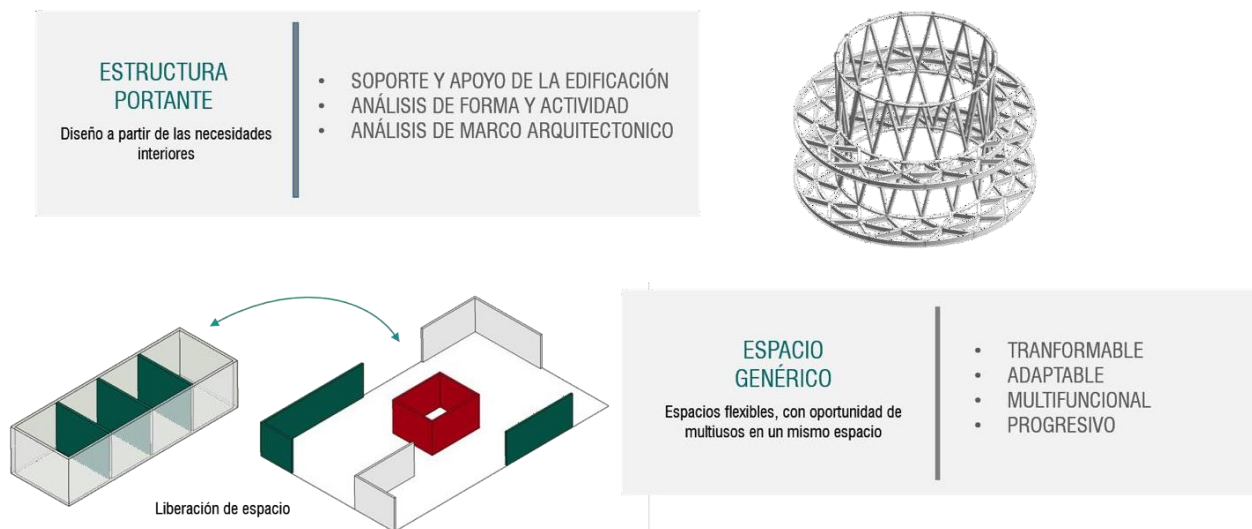 ESTRUCTURA
PORTANTE
Diseño a partir de las necesidades
interiores
• SOPORTE Y APOYO DE LA EDIFICACIÓN
• ANÁLISIS DE FORMA Y ACTIVIDAD
• ANÁLISIS DE MARCO ARQUITECTONICO
Liberación de espacio
ESPACIO
GENÉRICO
Espacios flexibles, con oportunidad de
multiusos en un mismo espacio
• TRANFORMABLE
• ADAPTABLE
• MULTIFUNCIONAL
• PROGRESIVO